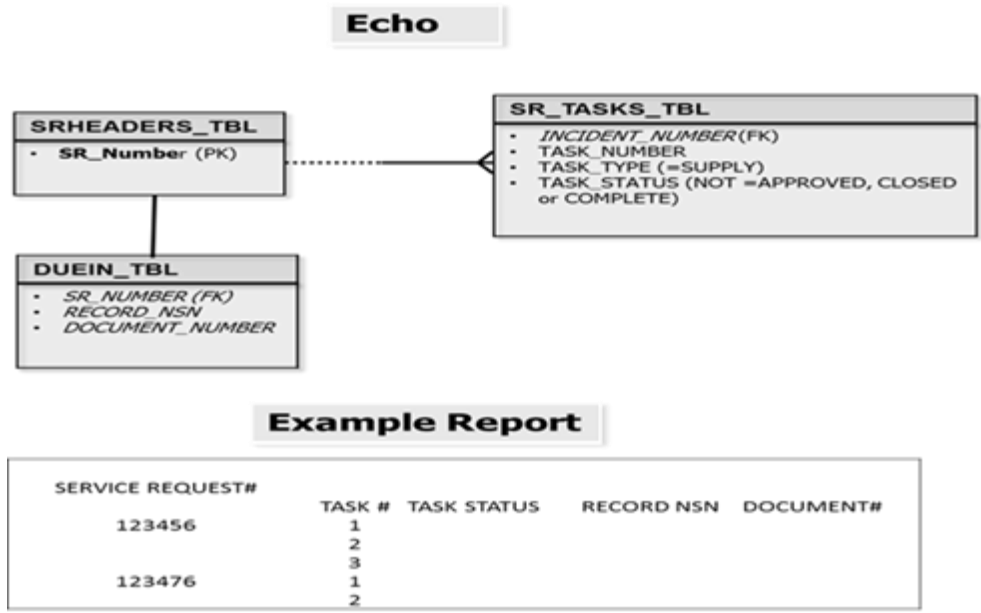 Echo
SRHEADERS_TBL
• SR_Number (PK)
SR_TASKS_TBL
• INCIDENT_NUMBER(FK)
• TASK_NUMBER
• TASK_TYPE (=SUPPLY)
• TASK_STATUS (NOT =APPROVED, CLOSED
or COMPLETE)
DUEIN_TBL
• SR_NUMBER (FK)
• RECORD_NSN
• DOCUMENT_NUMBER
Example Report
SERVICE REQUEST#
TASK # TASK STATUS RECORD NSN DOCUMENT#
123456 1
2
3
123476 1
2